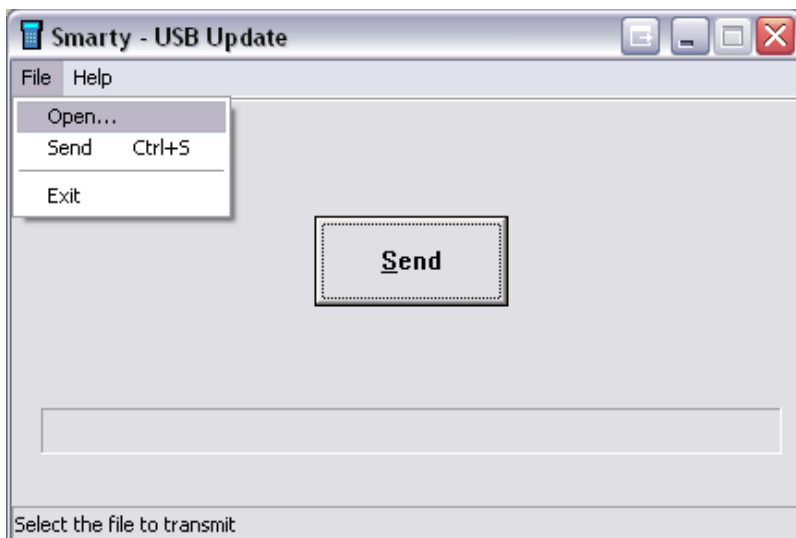 Smarty - USB Update
File Help
Open...
Send Ctrl+S
Exit
Send
Select the file to transmit